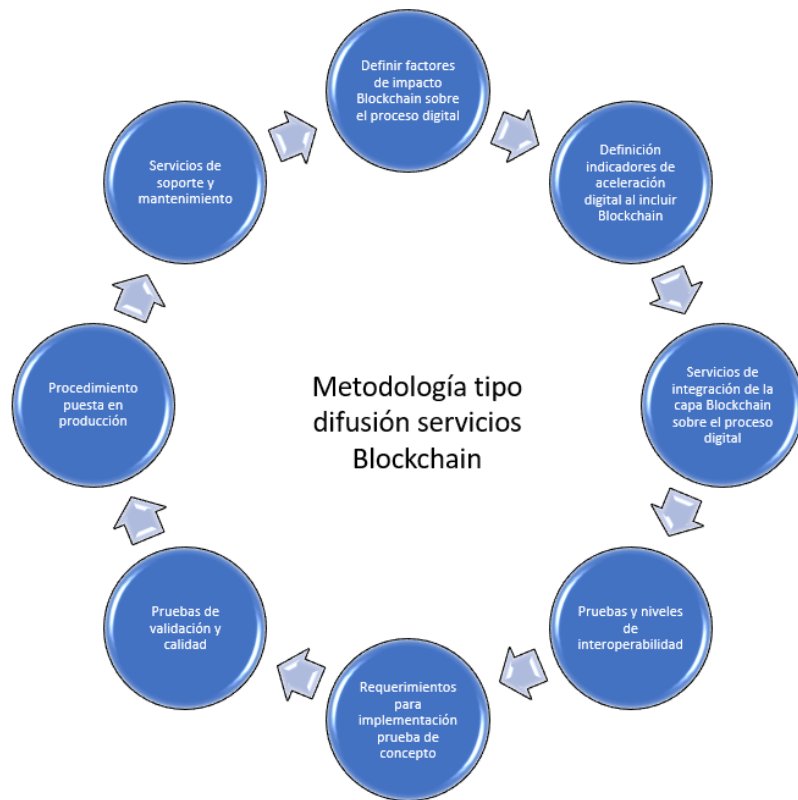 Definir factores
de impacto
Blockchain sobre
el proceso digital
Definición
indicadores de
aceleración
digital al incluir
Blockchain
Servicios de
integración de la
capa Blockchain
sobre el proceso
digital
Pruebas y niveles
de
interoperabilidad
Requerimientos
para
implementación
prueba de
concepto
Pruebas de
validación y
calidad
Procedimiento
puesta en
producción
Servicios de
soporte y
mantenimiento
Metodología tipo
difusión servicios
Blockchain